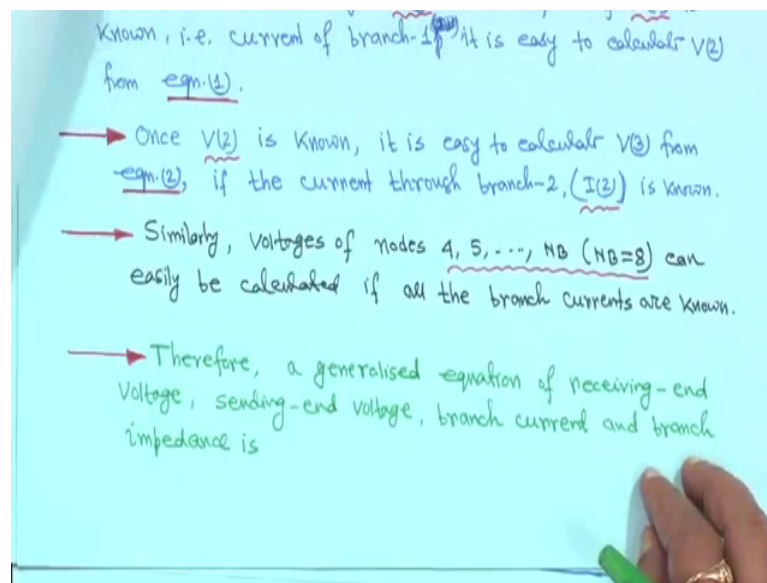 known, i.e. current of branch-1, it is easy to calculate V(2)
from eqn.(1).
Once V(2) is known, it is easy to calculate V(3) from
eqn.(2), if the current through branch-2, (I(2)) is known.
Similarly, voltages of nodes 4, 5, ..., NB (NB=8) can
easily be calculated if all the branch currents are known.
Therefore, a generalised equation of receiving-end
voltage, sending-end voltage, branch current and branch
impedance is